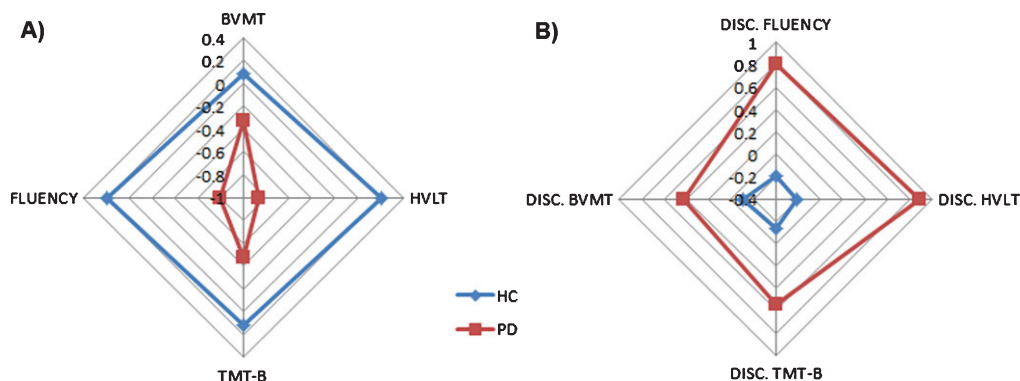 A)
BVMT
0.4
0.2
0
-0.2
-0.4
-0.6
-0.8
-1
FLUENCY
HVLT
TMT-B
HC
PD
B)
DISC. FLUENCY
1
0.8
0.6
0.4
0.2
0
-0.2
-0.4
DISC. BVMT
DISC. HVLT
DISC. TMT-B